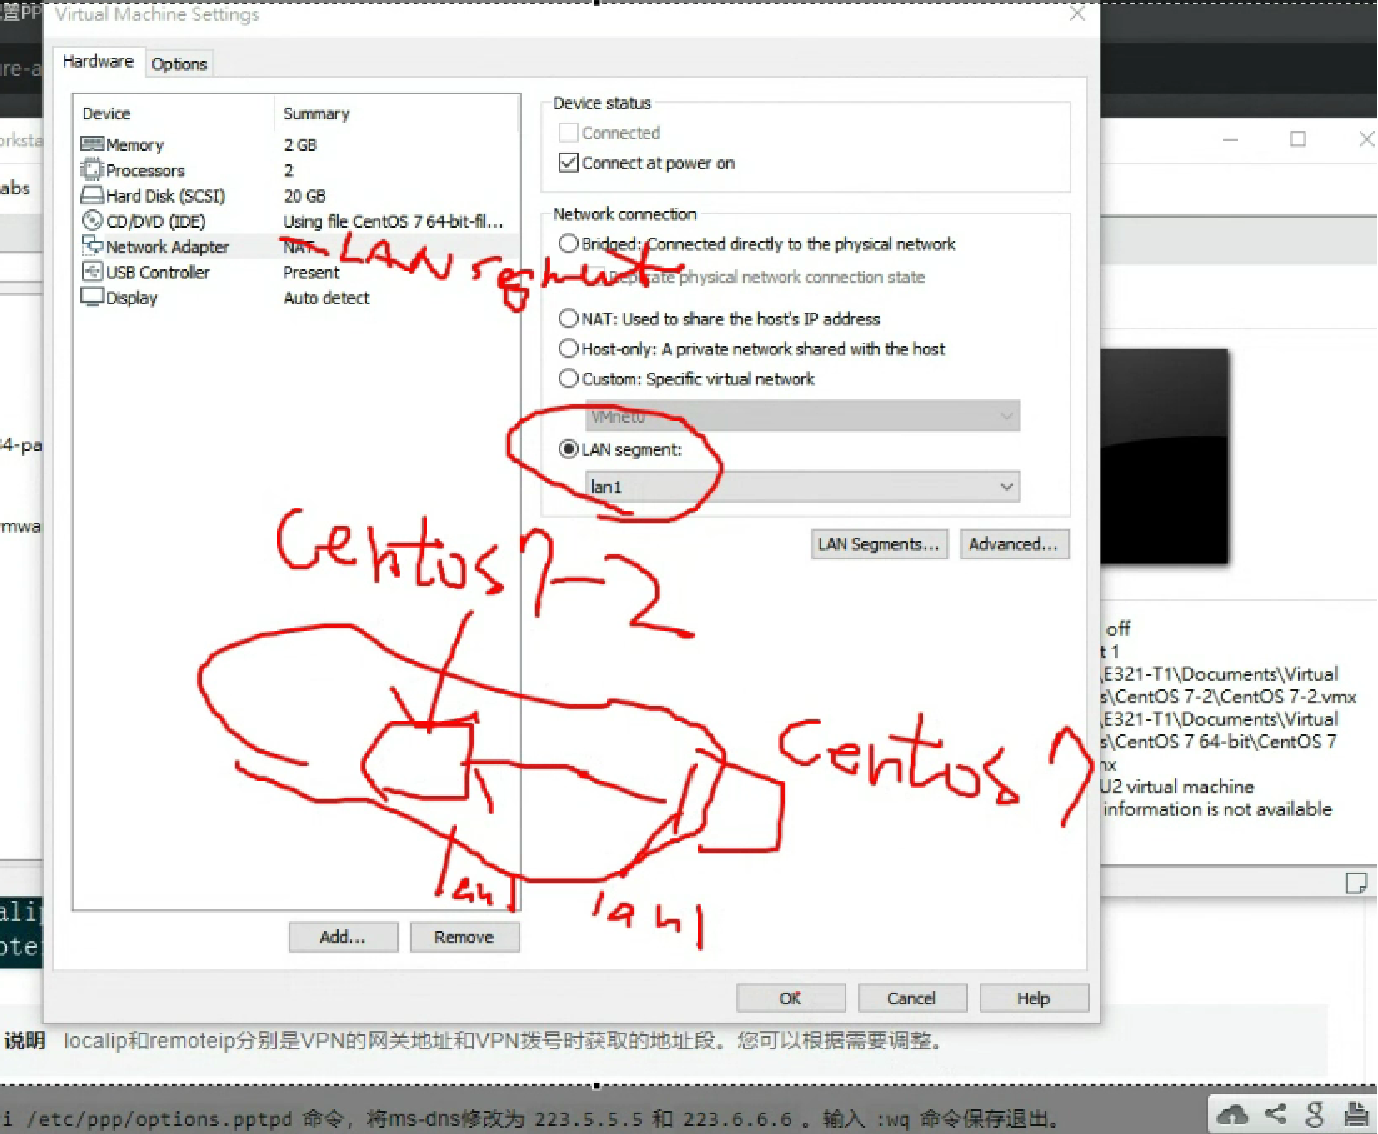 置PP
Virtual Machine Settings
ure-a
Hardware
Options
Device
Summary
Device status
Memory
2 GB
Connected
orksta
Processors
2
Connect at power on
abs
Hard Disk (SCSI)
20 GB
CD/DVD (IDE)
Using file CentOS 7 64-bit-fil...
Network connection
Network Adapter
NAT
LAN segment
Bridged: Connected directly to the physical network
USB Controller
Present
Replicate physical network connection state
Display
Auto detect
NAT: Used to share the host's IP address
Host-only: A private network shared with the host
Custom: Specific virtual network
VMnet0
64-pa
LAN segment:
lan1
vmwa
Centos 7-2
LAN Segments...
Advanced...
off
t 1
\E321-T1\Documents\Virtual
s\CentOS 7-2\CentOS 7-2.vmx
\E321-T1\Documents\Virtual
Centos 7
s\CentOS 7 64-bit\CentOS 7
nx
U2 virtual machine
information is not available
lan1
lan1
alip
ote
Add...
Remove
OK
Cancel
Help
说明 localip和remoteip分别是VPN的网关地址和VPN拨号时获取的地址段。您可以根据需要调整。
i /etc/ppp/options.pptpd 命令，将ms-dns修改为 223.5.5.5 和 223.6.6.6 。输入 :wq 命令保存退出。